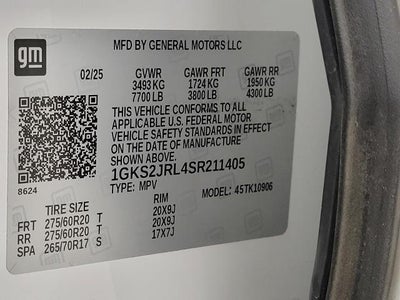 gm
MFD BY GENERAL MOTORS LLC
02/25 GVWR GAWR FRT GAWR RR
3493 KG 1724 KG 1950 KG
7700 LB 3800 LB 4300 LB
THIS VEHICLE CONFORMS TO ALL
APPLICABLE U.S. FEDERAL MOTOR
VEHICLE SAFETY STANDARDS IN EFFECT
ON THE DATE OF MANUFACTURE
SHOWN ABOVE.
8624 1GKS2JRL4SR211405
TYPE: MPV MODEL: 45TK10906
TIRE SIZE RIM
FRT 275/60R20 T 20X9J
RR 275/60R20 T 20X9J
SPA 265/70R17 S 17X7J